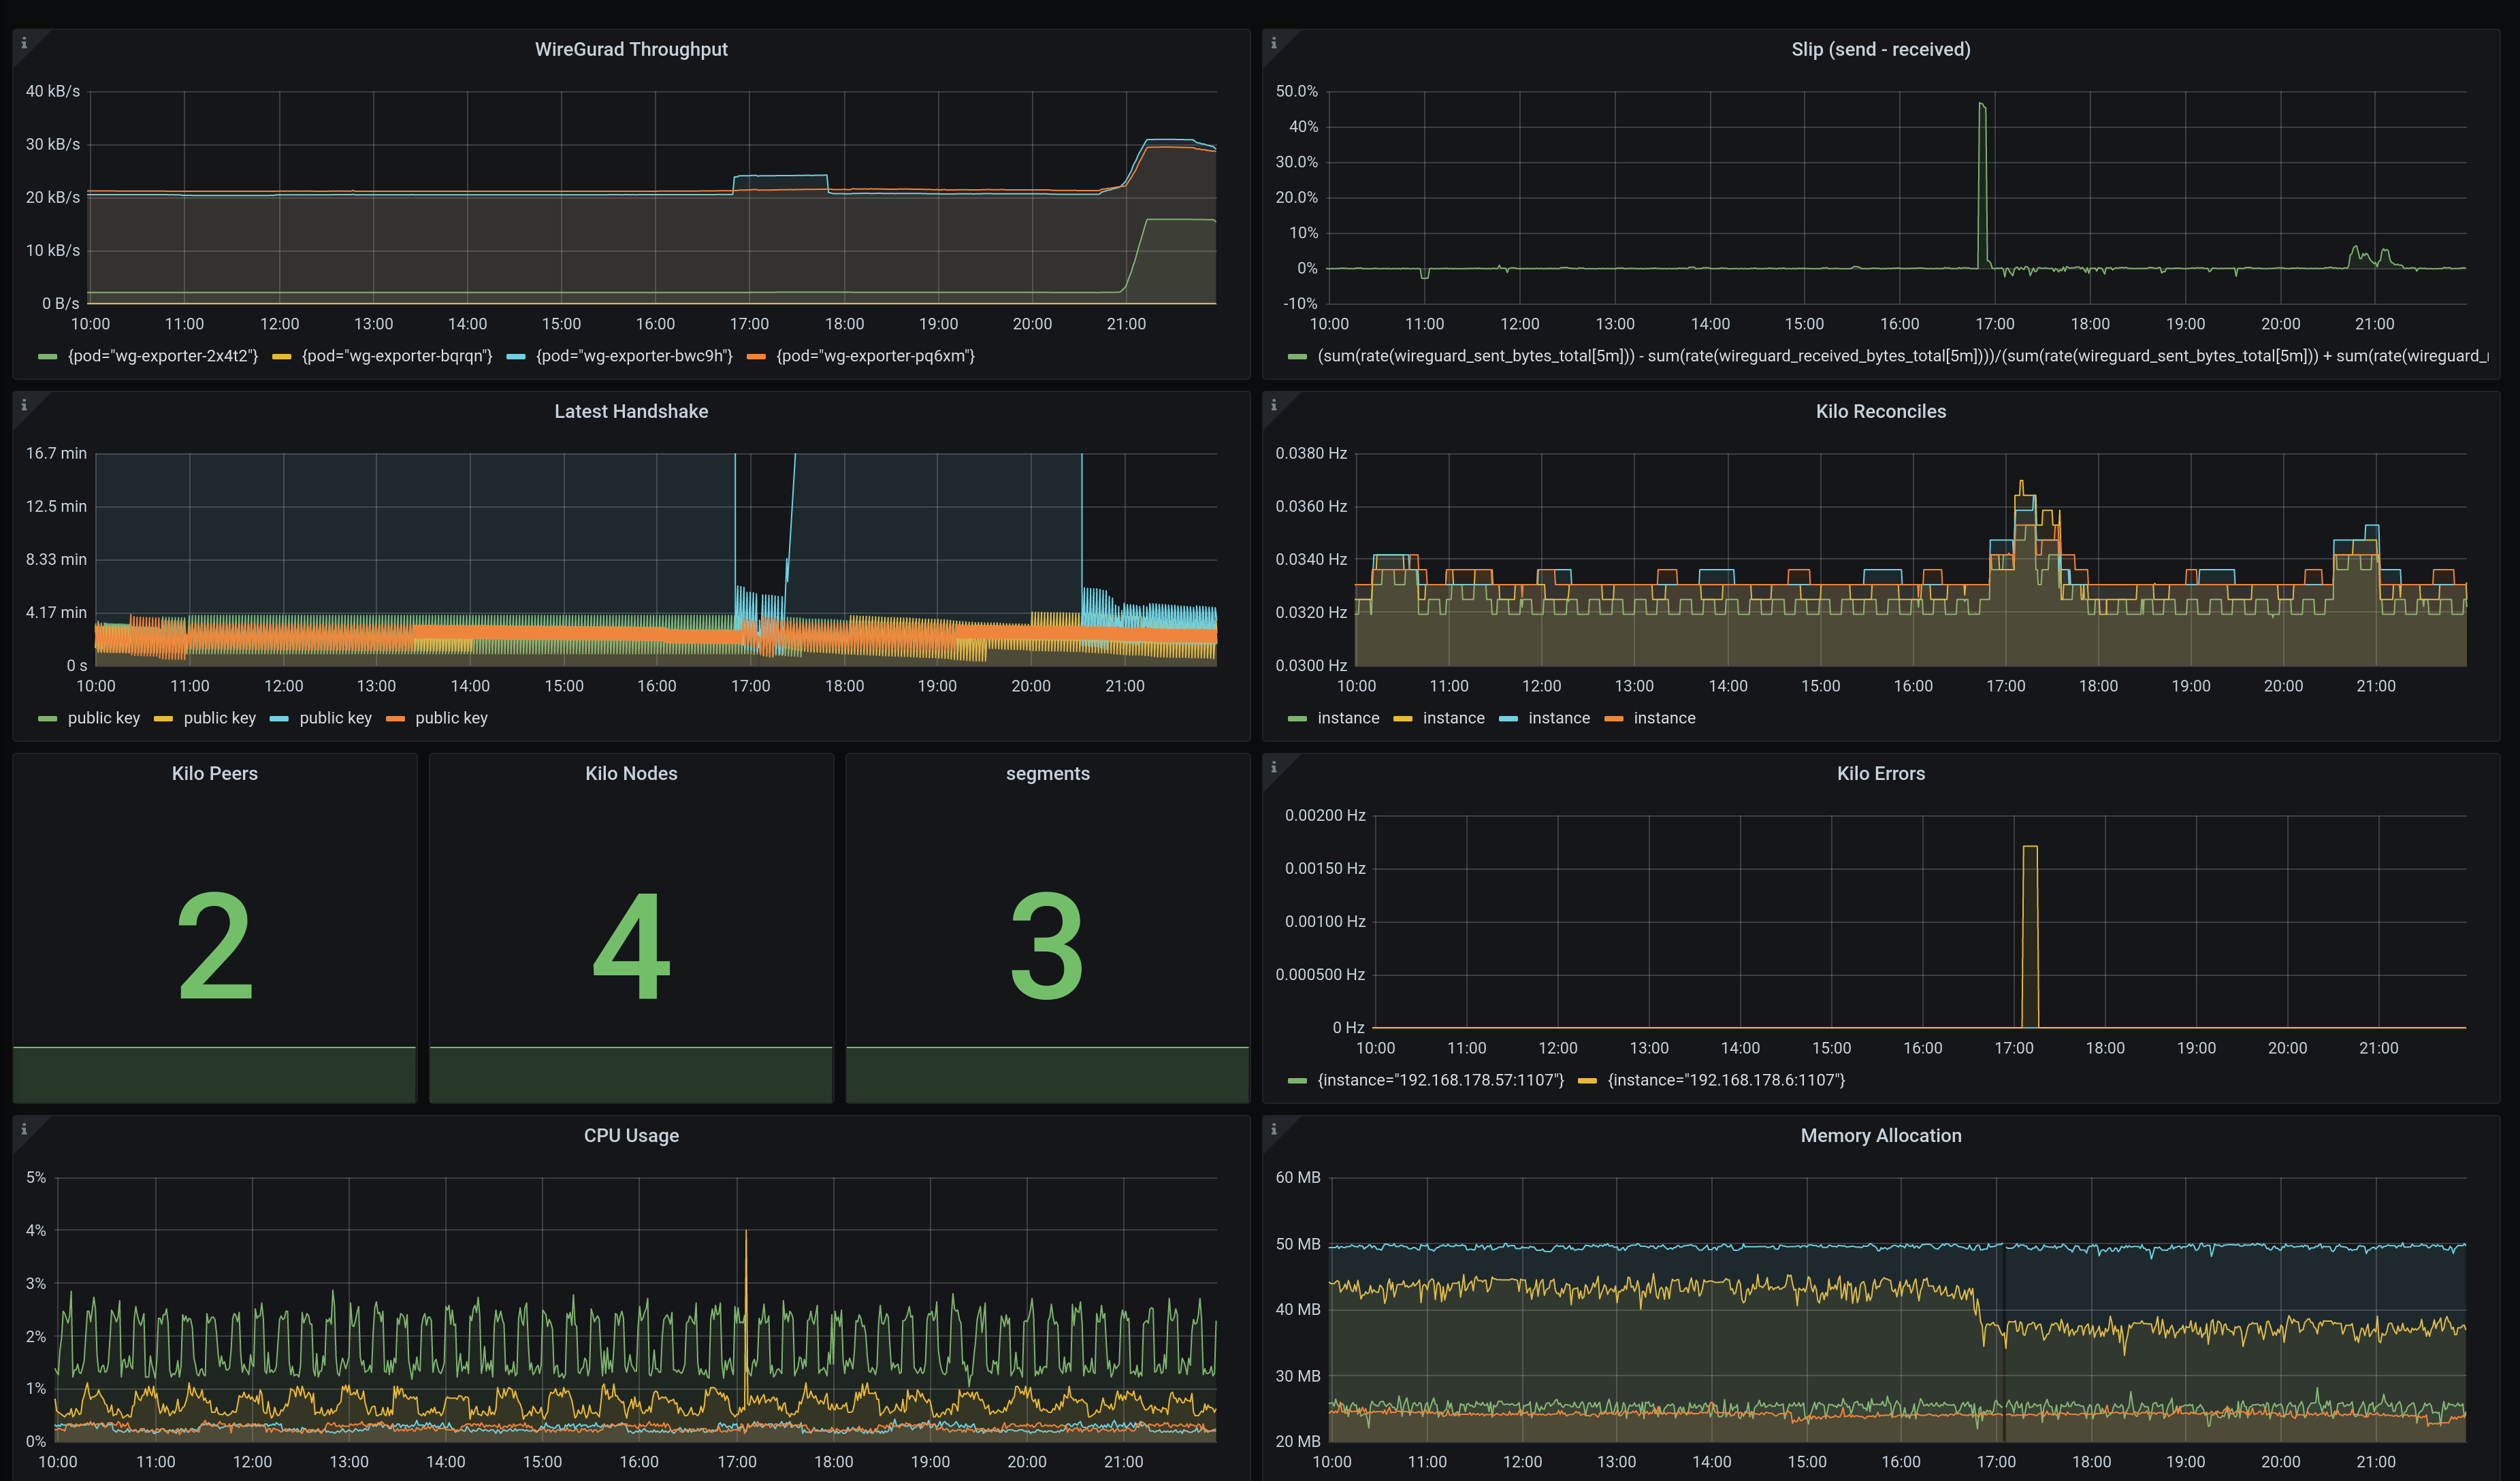 WireGurad Throughput
40 kB/s
30 kB/s
20 kB/s
10 kB/s
0 B/s
10:00 11:00 12:00 13:00 14:00 15:00 16:00 17:00 18:00 19:00 20:00 21:00
{pod="wg-exporter-2x4t2"} {pod="wg-exporter-bqrqn"} {pod="wg-exporter-bwc9h"} {pod="wg-exporter-pq6xm"}
Slip (send - received)
50.0%
40%
30.0%
20.0%
10%
0%
-10%
10:00 11:00 12:00 13:00 14:00 15:00 16:00 17:00 18:00 19:00 20:00 21:00
(sum(rate(wireguard_sent_bytes_total[5m])) - sum(rate(wireguard_received_bytes_total[5m])))/(sum(rate(wireguard_sent_bytes_total[5m])) + sum(rate(wireguard_
Latest Handshake
16.7 min
12.5 min
8.33 min
4.17 min
0 s
10:00 11:00 12:00 13:00 14:00 15:00 16:00 17:00 18:00 19:00 20:00 21:00
public key public key public key public key
Kilo Reconciles
0.0380 Hz
0.0360 Hz
0.0340 Hz
0.0320 Hz
0.0300 Hz
10:00 11:00 12:00 13:00 14:00 15:00 16:00 17:00 18:00 19:00 20:00 21:00
instance instance instance instance
Kilo Peers
2
Kilo Nodes
4
segments
3
Kilo Errors
0.00200 Hz
0.00150 Hz
0.00100 Hz
0.000500 Hz
0 Hz
10:00 11:00 12:00 13:00 14:00 15:00 16:00 17:00 18:00 19:00 20:00 21:00
{instance="192.168.178.57:1107"} {instance="192.168.178.6:1107"}
CPU Usage
5%
4%
3%
2%
1%
0%
10:00 11:00 12:00 13:00 14:00 15:00 16:00 17:00 18:00 19:00 20:00 21:00
Memory Allocation
60 MB
50 MB
40 MB
30 MB
20 MB
10:00 11:00 12:00 13:00 14:00 15:00 16:00 17:00 18:00 19:00 20:00 21:00